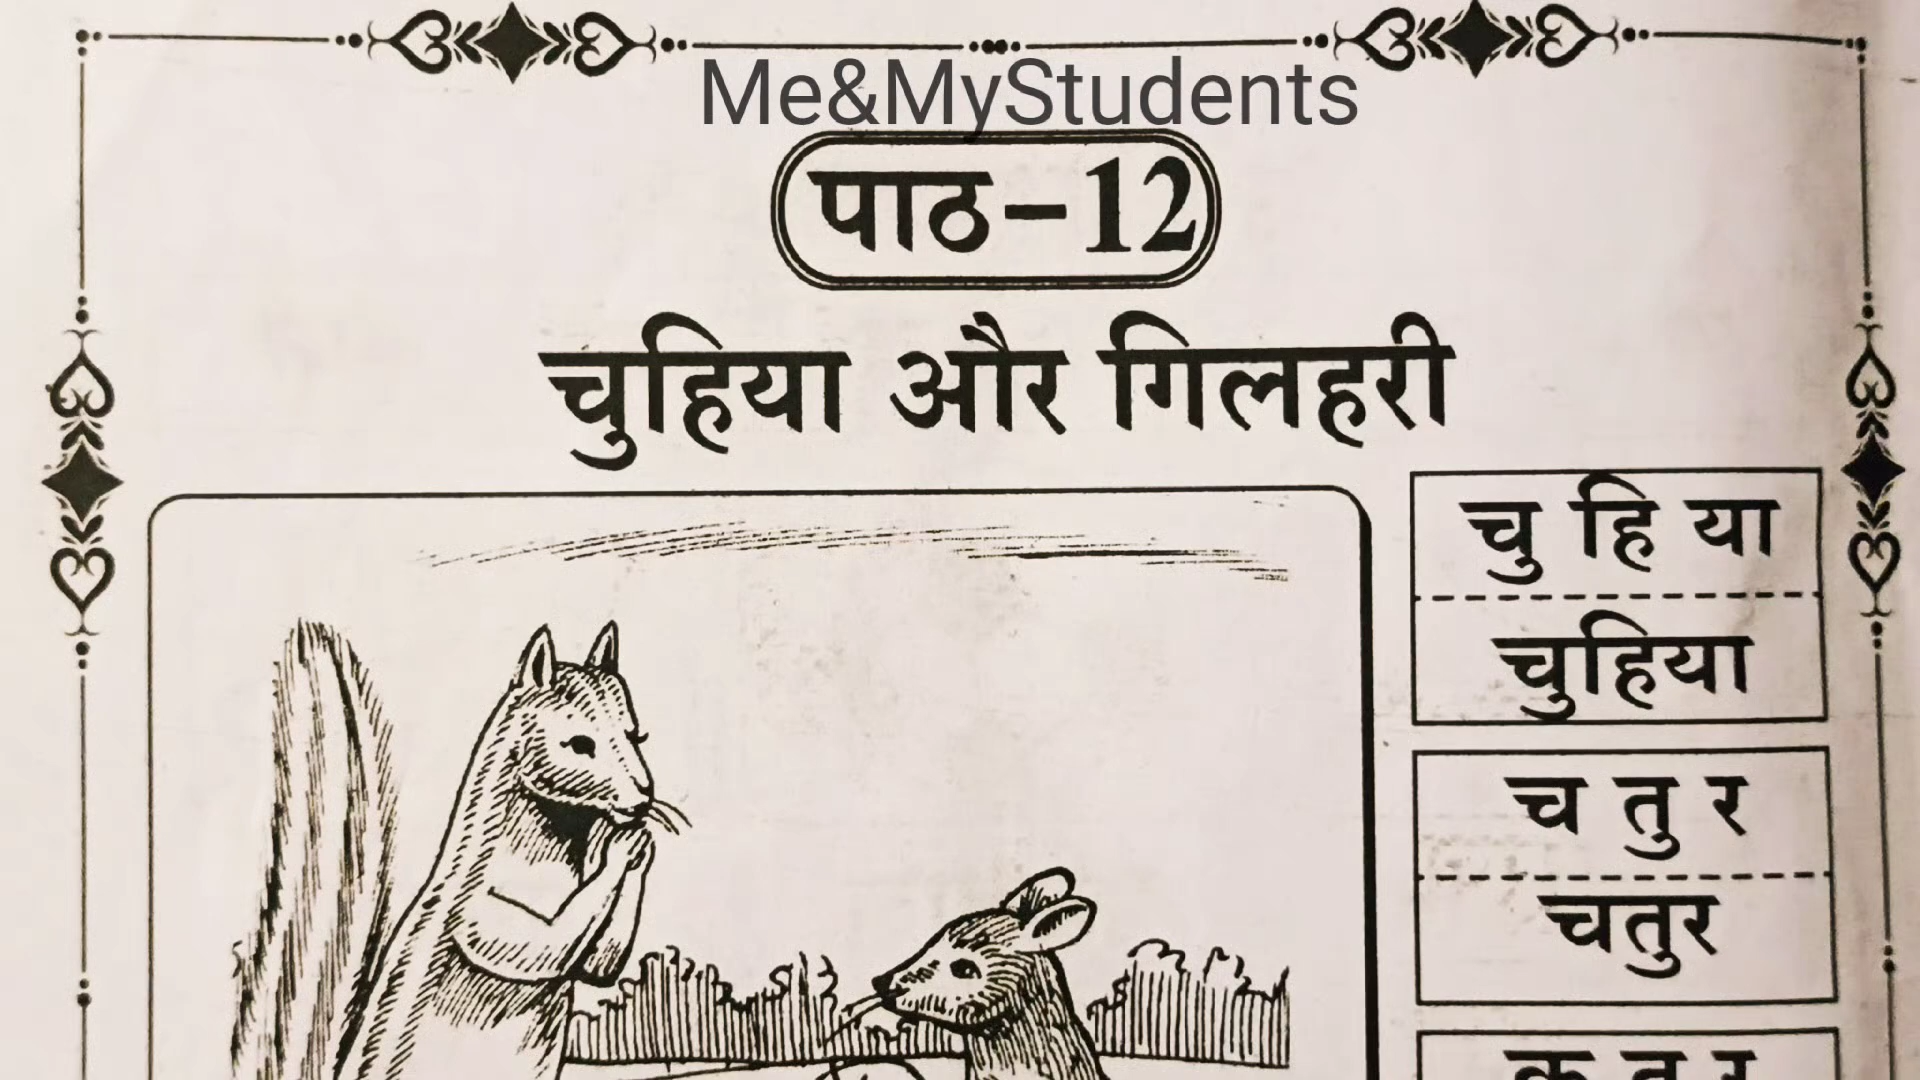 Me&MyStudents
पाठ-12
चुहिया और गिलहरी
चु हि या
चुहिया
च तु र
चतुर